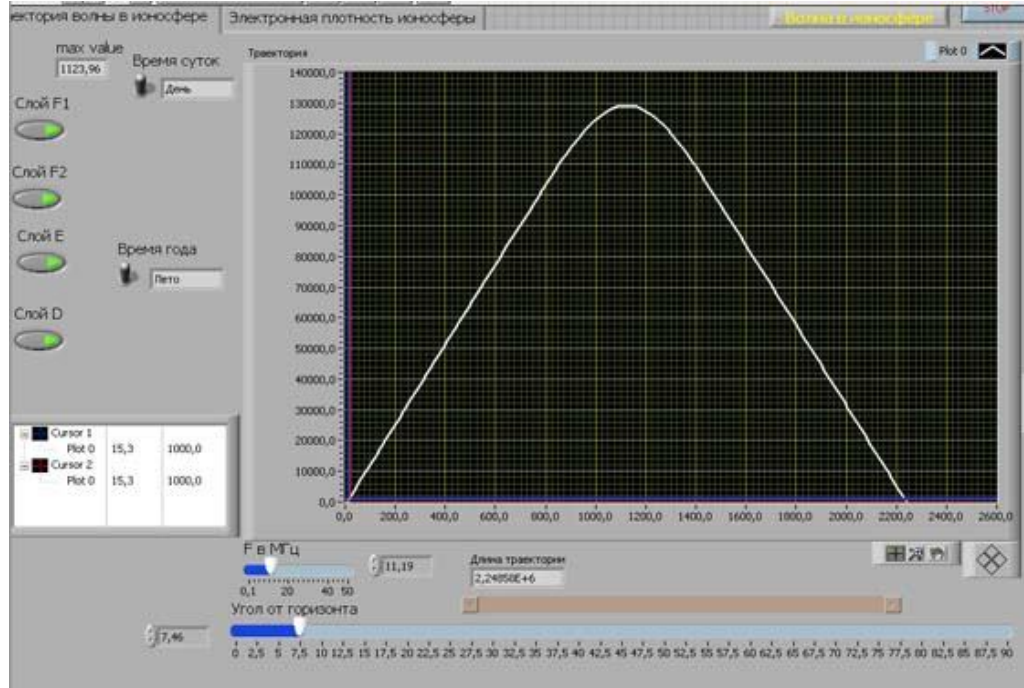 ектория волны в ионосфере
Электронная плотность ионосферы
Волна в ионосфере
STOP
max value
1123,96
Время суток
День
Слой F1
Слой F2
Слой E
Время года
Лето
Слой D
Траектория
Plot 0
140000,0
130000,0
120000,0
110000,0
100000,0
90000,0
80000,0
70000,0
60000,0
50000,0
40000,0
30000,0
20000,0
10000,0
0,0
0,0 200,0 400,0 600,0 800,0 1000,0 1200,0 1400,0 1600,0 1800,0 2000,0 2200,0 2400,0 2600,0
Cursor 1
Plot 0 15,3 1000,0
Cursor 2
Plot 0 15,3 1000,0
F в МГц
11,19
0,1 20 40 50
Длина траектории
2,24858E+6
Угол от горизонта
7,46
0 2,5 5 7,5 10 12,5 15 17,5 20 22,5 25 27,5 30 32,5 35 37,5 40 42,5 45 47,5 50 52,5 55 57,5 60 62,5 65 67,5 70 72,5 75 77,5 80 82,5 85 87,5 90